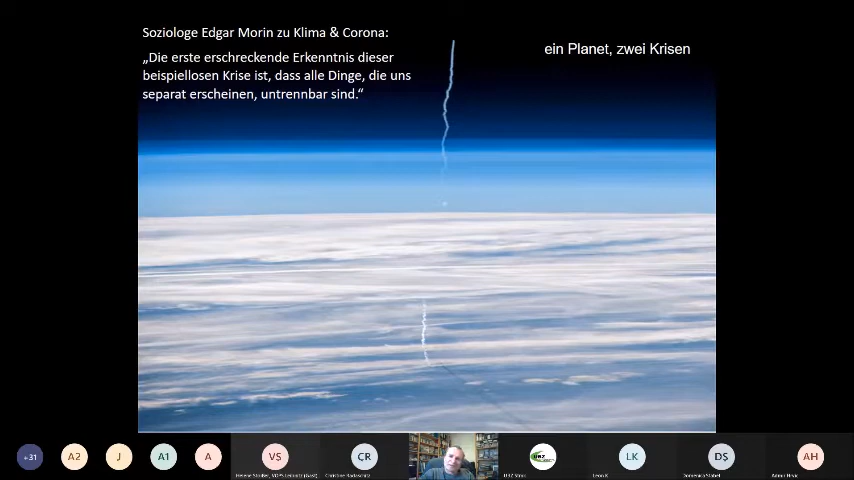 Soziologe Edgar Morin zu Klima & Corona:
„Die erste erschreckende Erkenntnis dieser
beispiellosen Krise ist, dass alle Dinge, die uns
separat erscheinen, untrennbar sind.“
ein Planet, zwei Krisen
+31
A2
J
A1
A
VS
CR
UBZ
LK
DS
AH